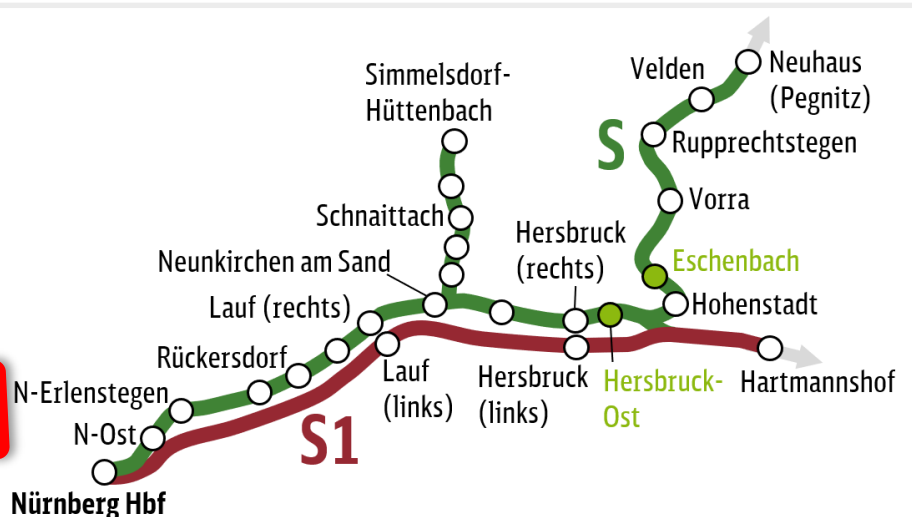 Simmelsdorf-
Hüttenbach
Velden
Neuhaus
(Pegnitz)
S
Rupprechtstegen
Schnaittach
Vorra
Hersbruck
(rechts)
Neunkirchen am Sand
Eschenbach
Lauf (rechts)
Hohenstadt
Rückersdorf
N-Erlenstegen
Lauf
(links)
Hersbruck
(links)
Hersbruck-
Ost
Hartmannshof
N-Ost
S1
Nürnberg Hbf